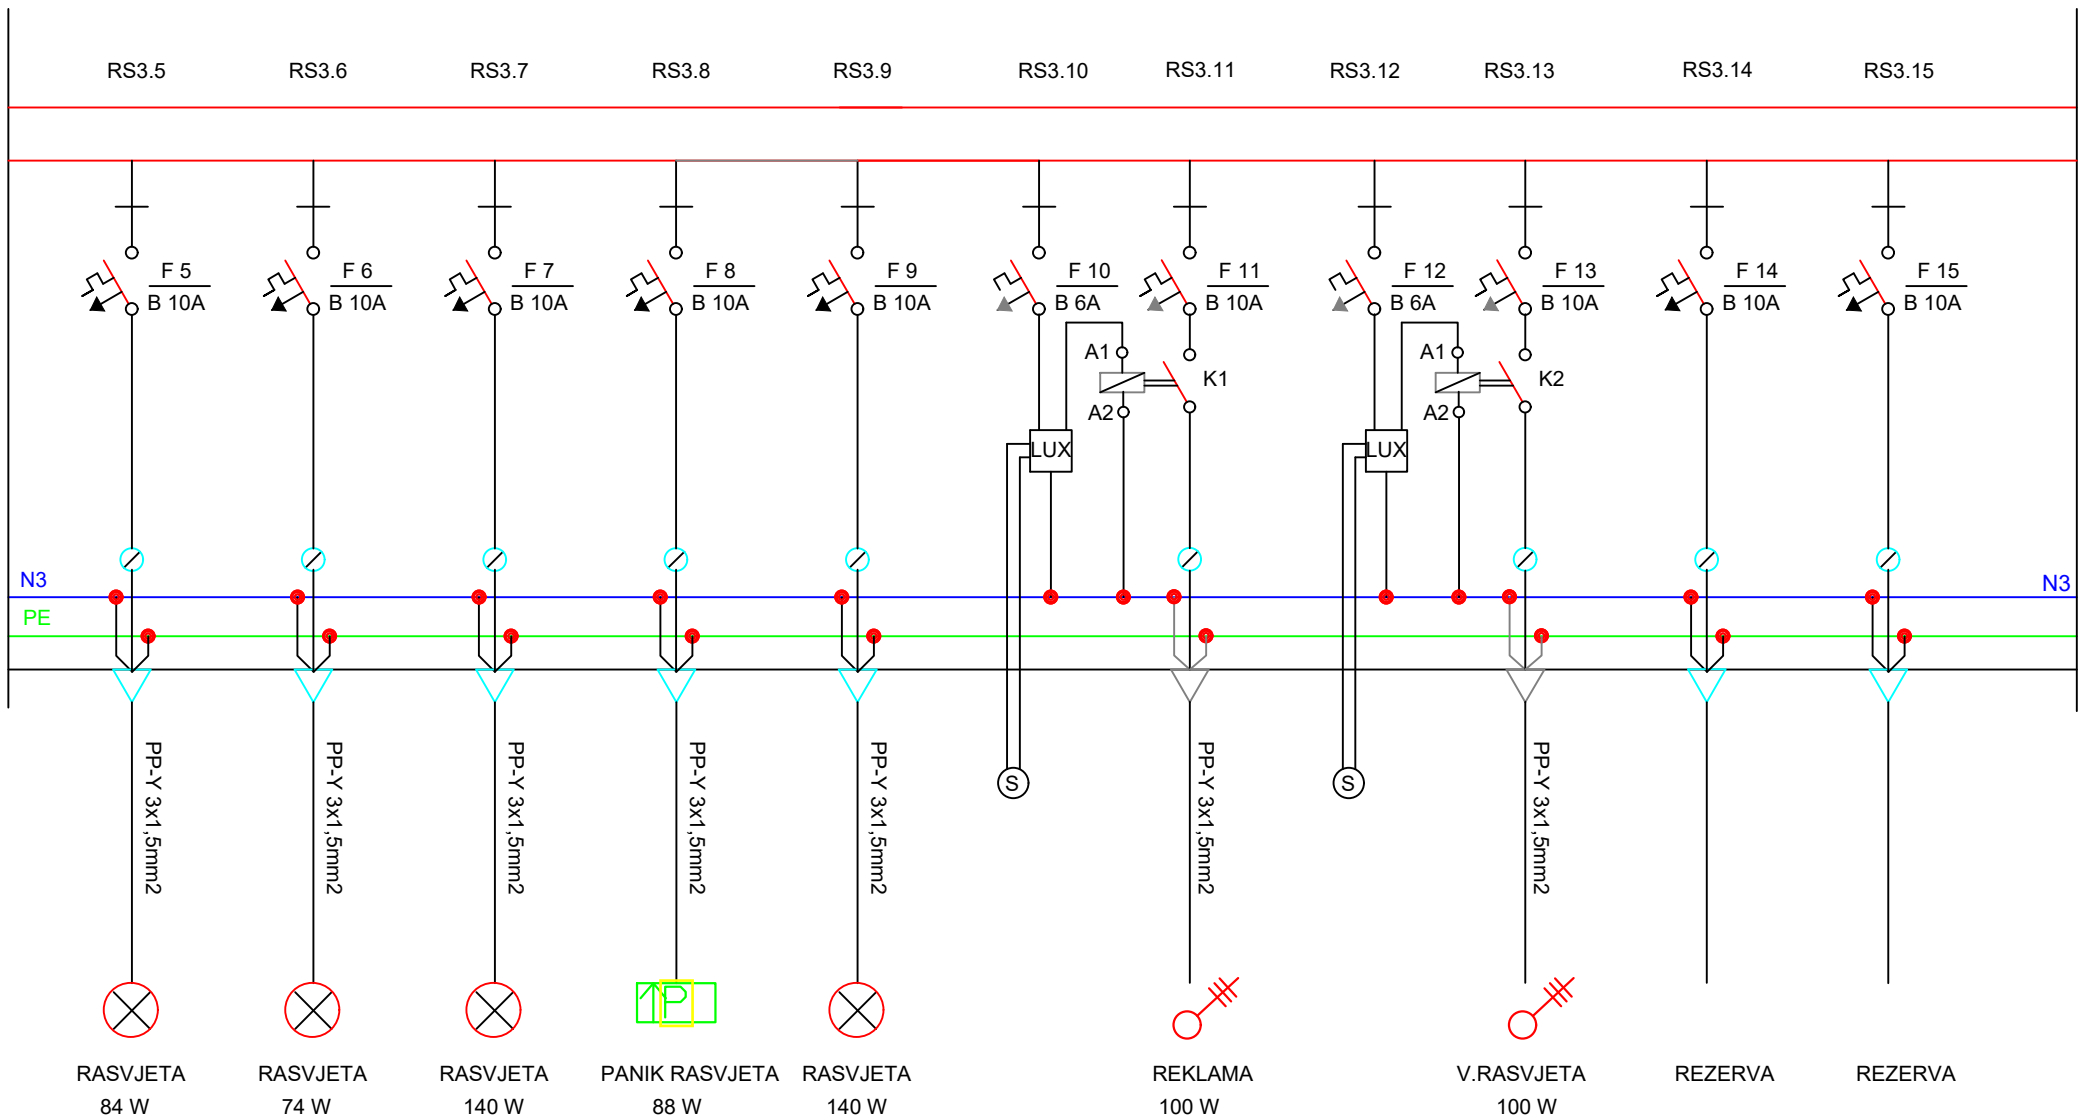 RS3.5 RS3.6 RS3.7 RS3.8 RS3.9 RS3.10 RS3.11 RS3.12 RS3.13 RS3.14 RS3.15
F 5 F 6 F 7 F 8 F 9 F 10 F 11 F 12 F 13 F 14 F 15
B 10A B 10A B 10A B 10A B 10A B 6A B 10A B 6A B 10A B 10A B 10A
A1 A1
K1 K2
A2 A2
LUX LUX
N3 N3
PE
PP-Y 3x1,5mm2 PP-Y 3x1,5mm2 PP-Y 3x1,5mm2 PP-Y 3x1,5mm2 PP-Y 3x1,5mm2 PP-Y 3x1,5mm2 PP-Y 3x1,5mm2
S S
P
RASVJETA RASVJETA RASVJETA PANIK RASVJETA RASVJETA REKLAMA V.RASVJETA REZERVA REZERVA
84 W 74 W 140 W 88 W 140 W 100 W 100 W